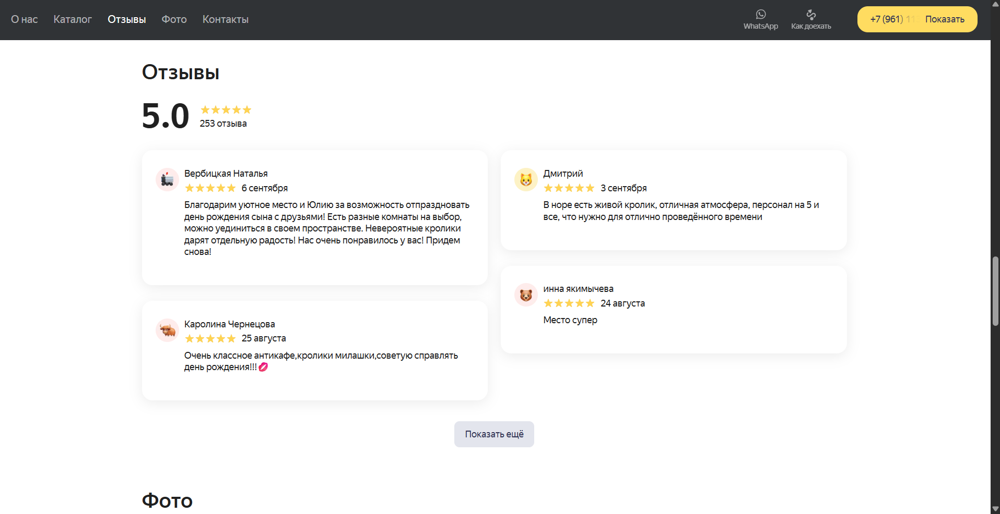 О нас
Каталог
Отзывы
Фото
Контакты
WhatsApp
Как доехать
+7 (961) 11
Показать
Отзывы
5.0
253 отзыва
Вербицкая Наталья
6 сентября
Благодарим уютное место и Юлию за возможность отпраздновать
день рождения сына с друзьями! Есть разные комнаты на выбор,
можно уединиться в своем пространстве. Невероятные кролики
дарят отдельную радость! Нас очень понравилось у вас! Придем
снова!
Дмитрий
3 сентября
В норе есть живой кролик, отличная атмосфера, персонал на 5 и
все, что нужно для отлично проведённого времени
Каролина Чернецова
25 августа
Очень классное антикафе,кролики милашки,советую справлять
день рождения!!!💋
инна якимычева
24 августа
Место супер
Показать ещё
Фото